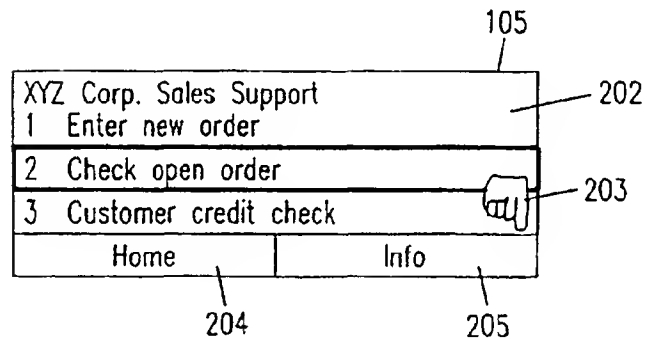 105
XYZ Corp. Sales Support
202
1 Enter new order
2 Check open order
203
3 Customer credit check
Home Info
204 205